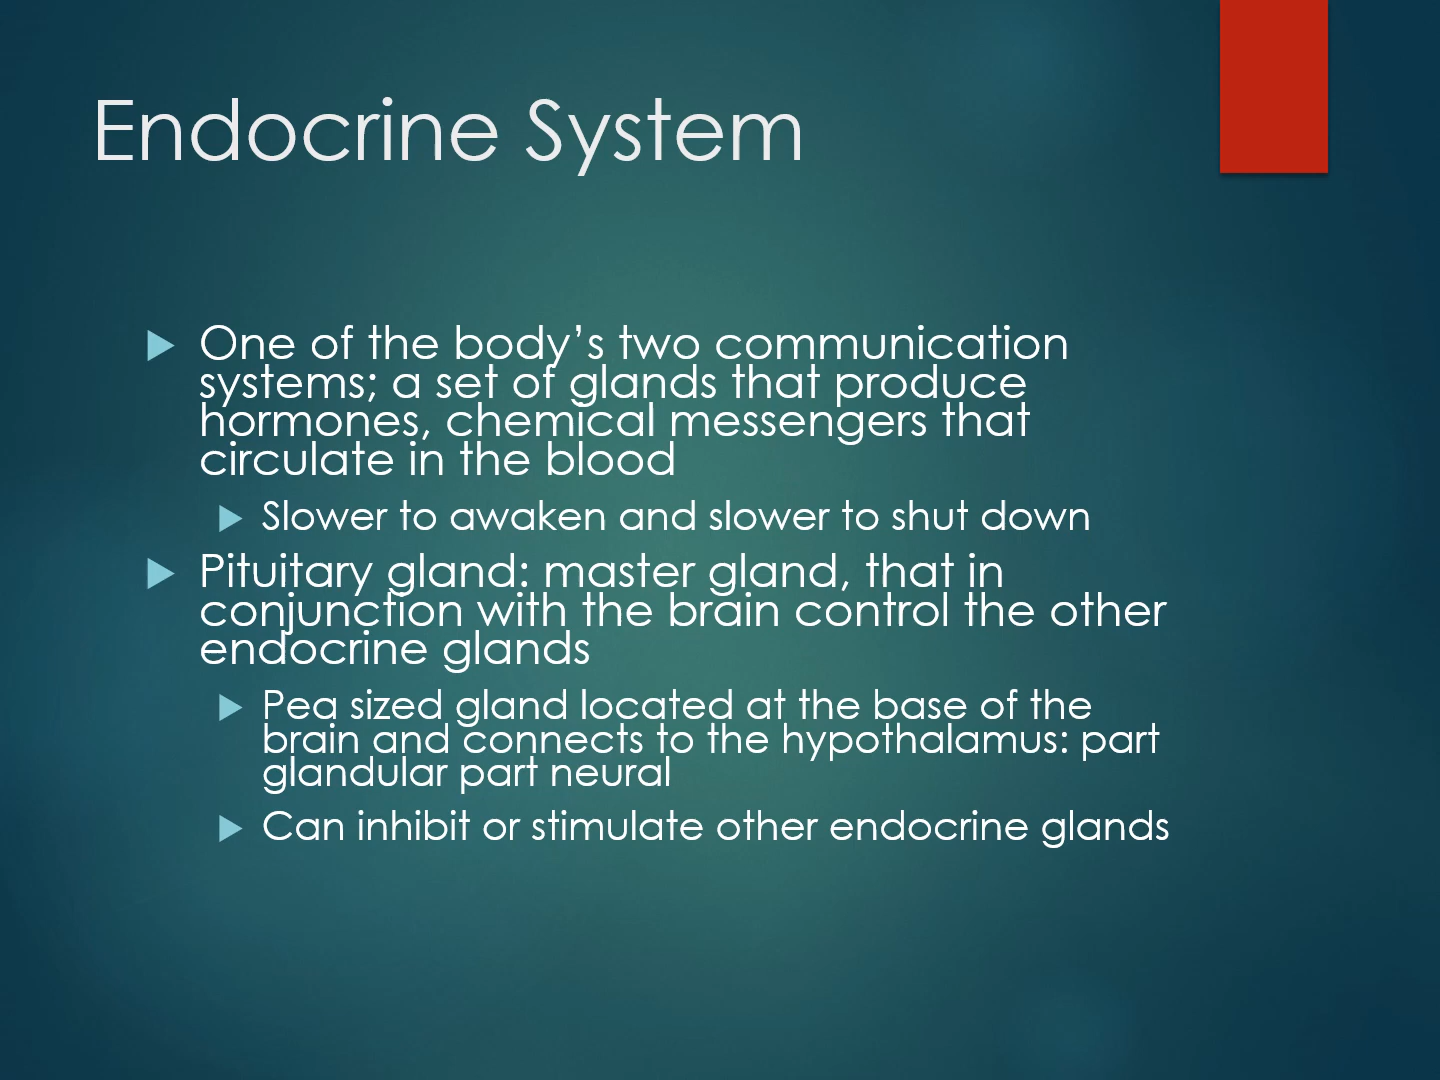 Endocrine System
One of the body’s two communication
systems; a set of glands that produce
hormones, chemical messengers that
circulate in the blood
Slower to awaken and slower to shut down
Pituitary gland: master gland, that in
conjunction with the brain control the other
endocrine glands
Pea sized gland located at the base of the
brain and connects to the hypothalamus: part
glandular part neural
Can inhibit or stimulate other endocrine glands